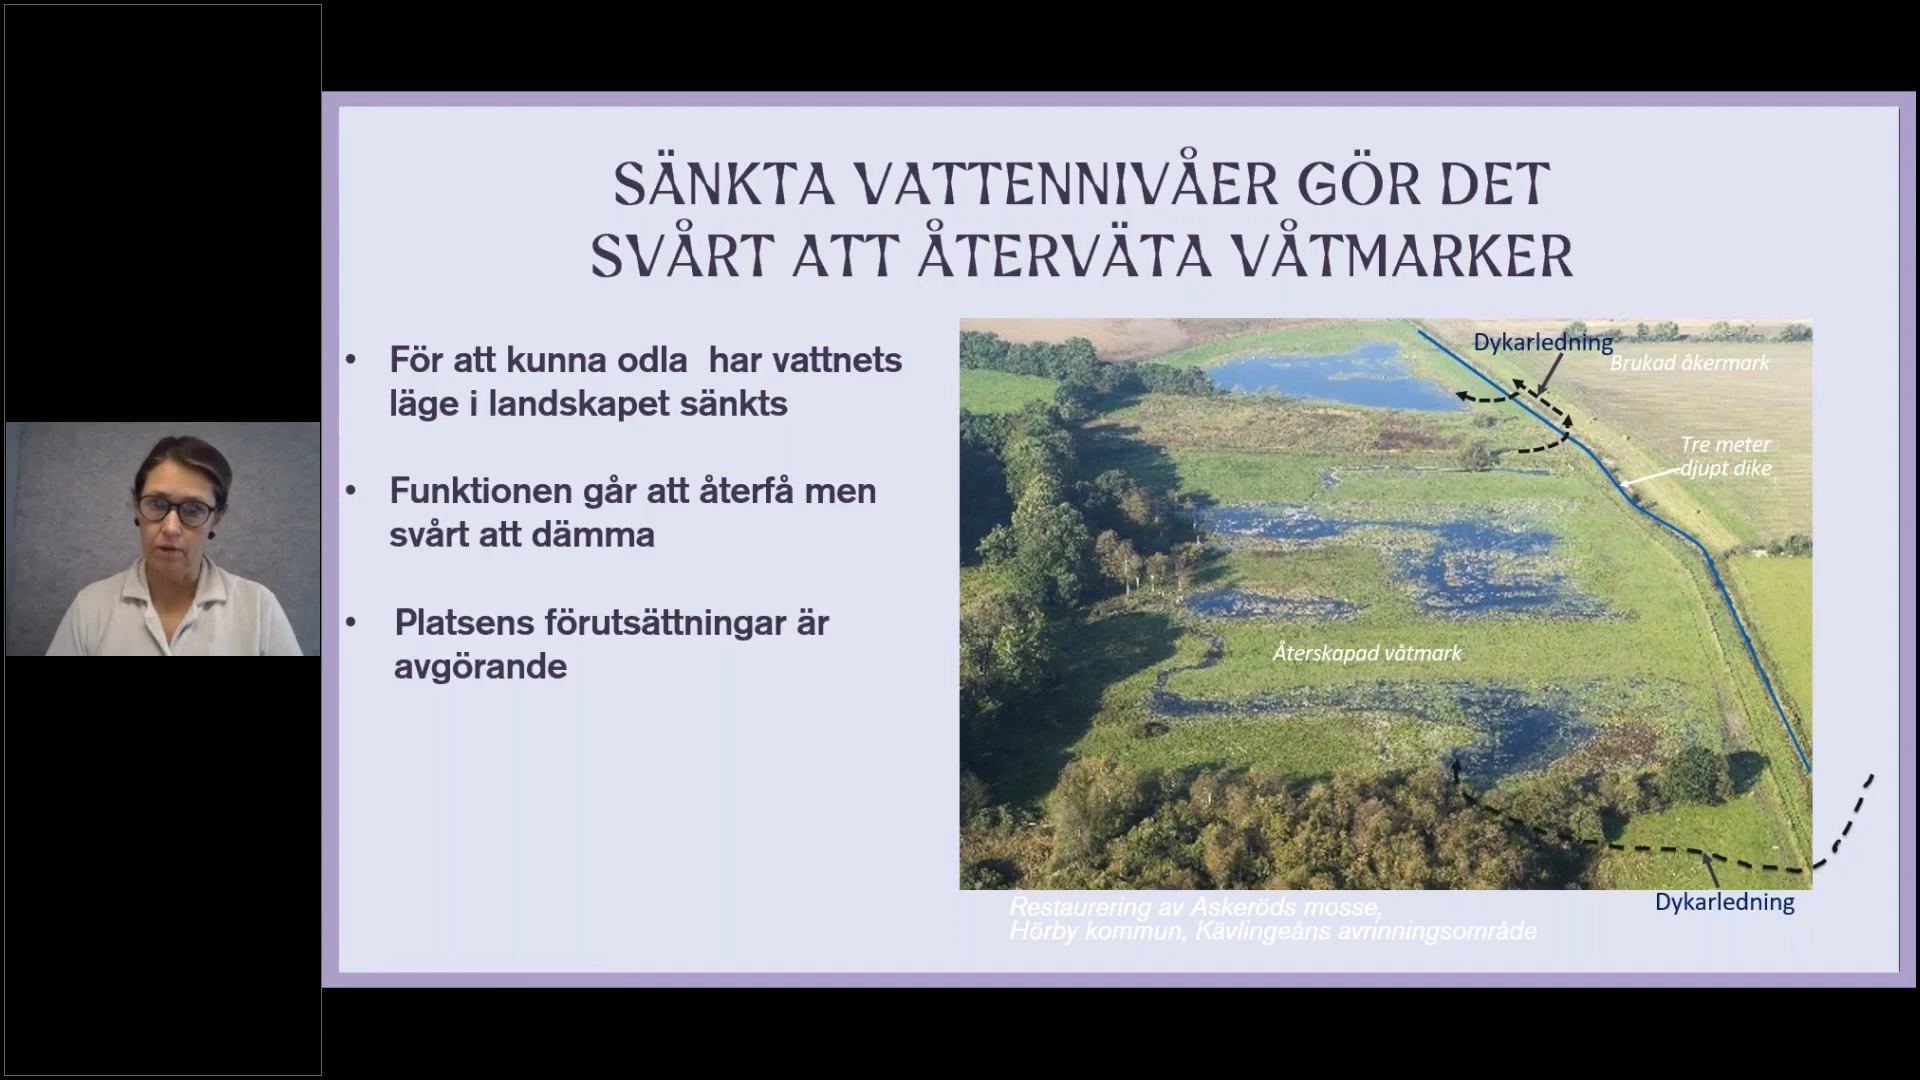 SÄNKTA VATTENNIVÅER GÖR DET
SVÅRT ATT ÅTERVÄTA VÅTMARKER
• För att kunna odla har vattnets
läge i landskapet sänkts
• Funktionen går att återfå men
svårt att dämma
• Platsens förutsättningar är
avgörande
Dykarledning
Brukad åkermark
Tre meter
djupt dike
Återskapad våtmark
Dykarledning
Restaurering av Askeröds mosse,
Hörby kommun, Kävlingeåns avrinningsområde